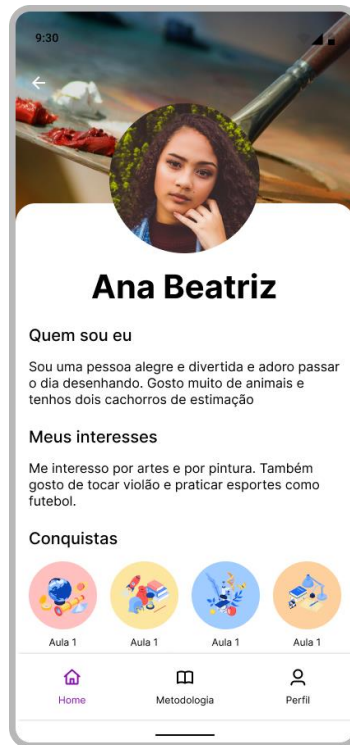 9:30
Ana Beatriz
Quem sou eu
Sou uma pessoa alegre e divertida e adoro passar
o dia desenhando. Gosto muito de animais e
tenhos dois cachorros de estimação
Meus interesses
Me interesso por artes e por pintura. Também
gosto de tocar violão e praticar esportes como
futebol.
Conquistas
Aula 1 Aula 1 Aula 1 Aula 1
Home Metodologia Perfil